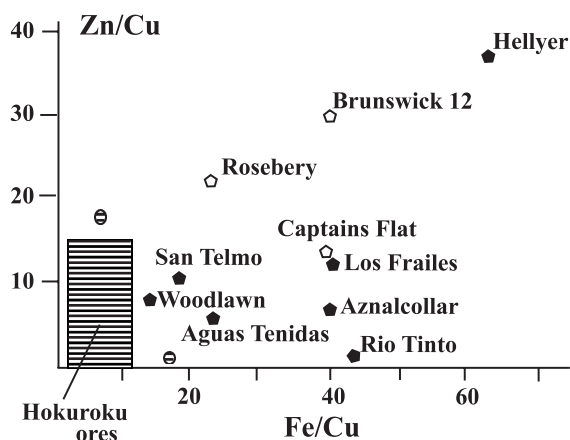 Zn/Cu
40
Hellyer
30
Brunswick 12
Rosebery
20
Captains Flat
San Telmo
Los Frailes
10
Woodlawn
Aznalcollar
Aguas Tenidas
Rio Tinto
20
40
60
Hokuroku
ores
Fe/Cu